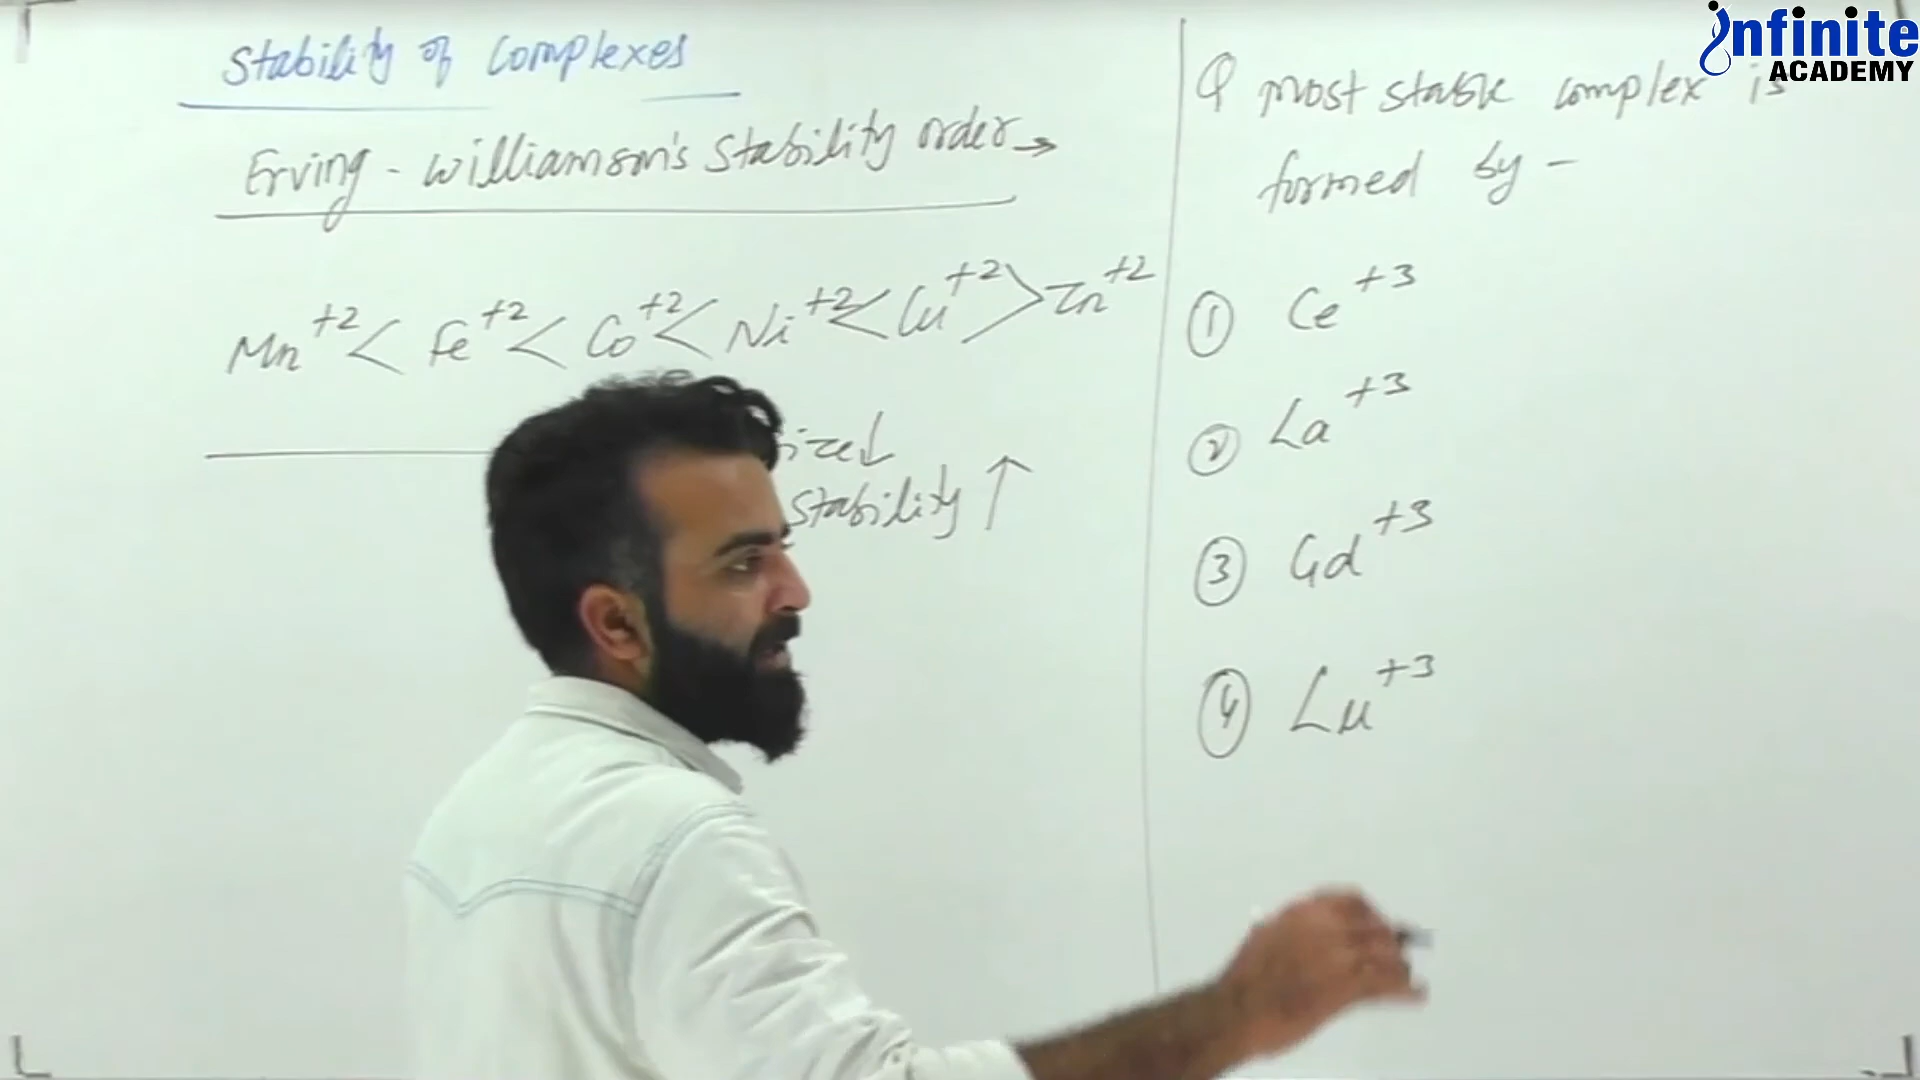 Stability of Complexes
Erving - Williamson's Stability order →
Mn+2 < Fe+2 < Co+2 < Ni+2 < Cu+2 > Zn+2
ize↓
stability ↑
Q most stable complex is
formed by -
① Ce+3
② La+3
③ Gd+3
④ Lu+3
infinite
ACADEMY